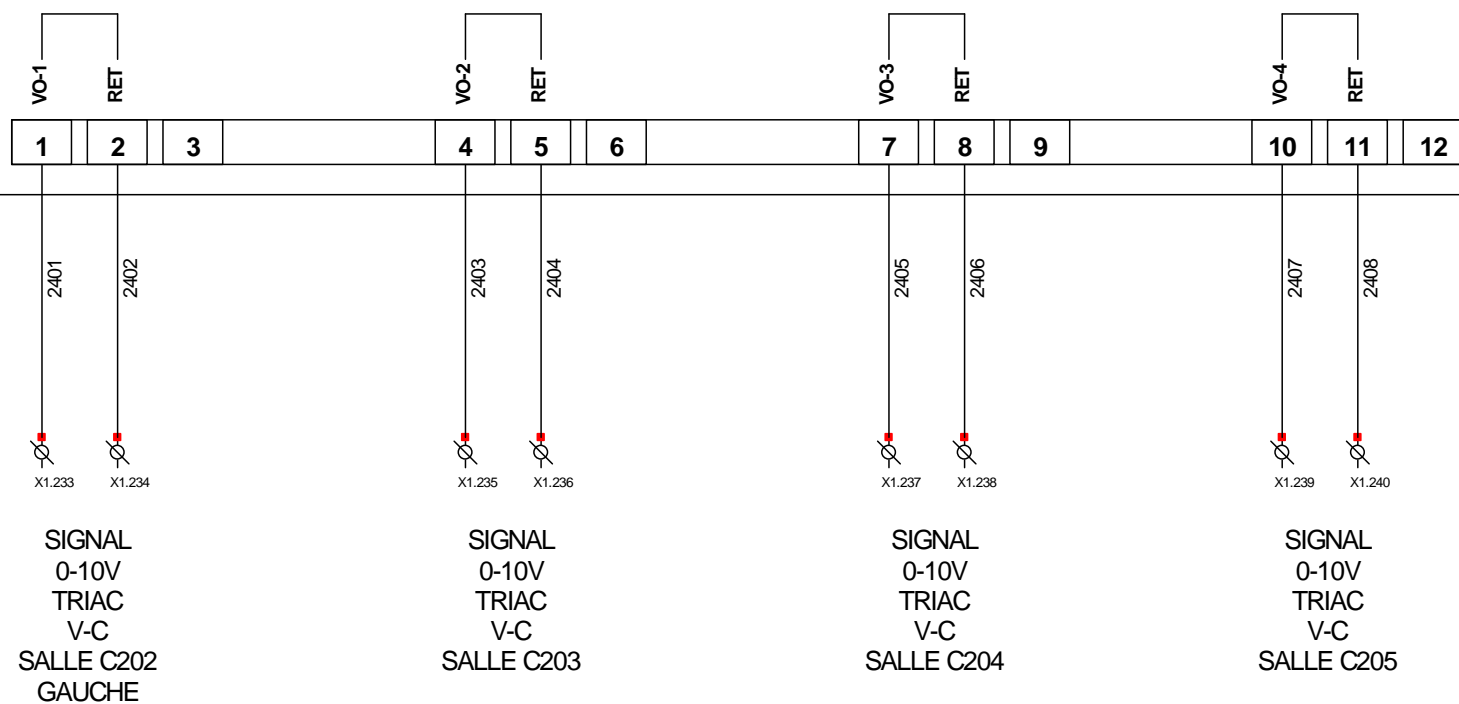 VO-1 RET VO-2 RET VO-3 RET VO-4 RET
1 2 3 4 5 6 7 8 9 10 11 12
2401 2402 2403 2404 2405 2406 2407 2408
X1.233 X1.234 X1.235 X1.236 X1.237 X1.238 X1.239 X1.240
SIGNAL
0-10V
TRIAC
V-C
SALLE C202
GAUCHE
SIGNAL
0-10V
TRIAC
V-C
SALLE C203
SIGNAL
0-10V
TRIAC
V-C
SALLE C204
SIGNAL
0-10V
TRIAC
V-C
SALLE C205